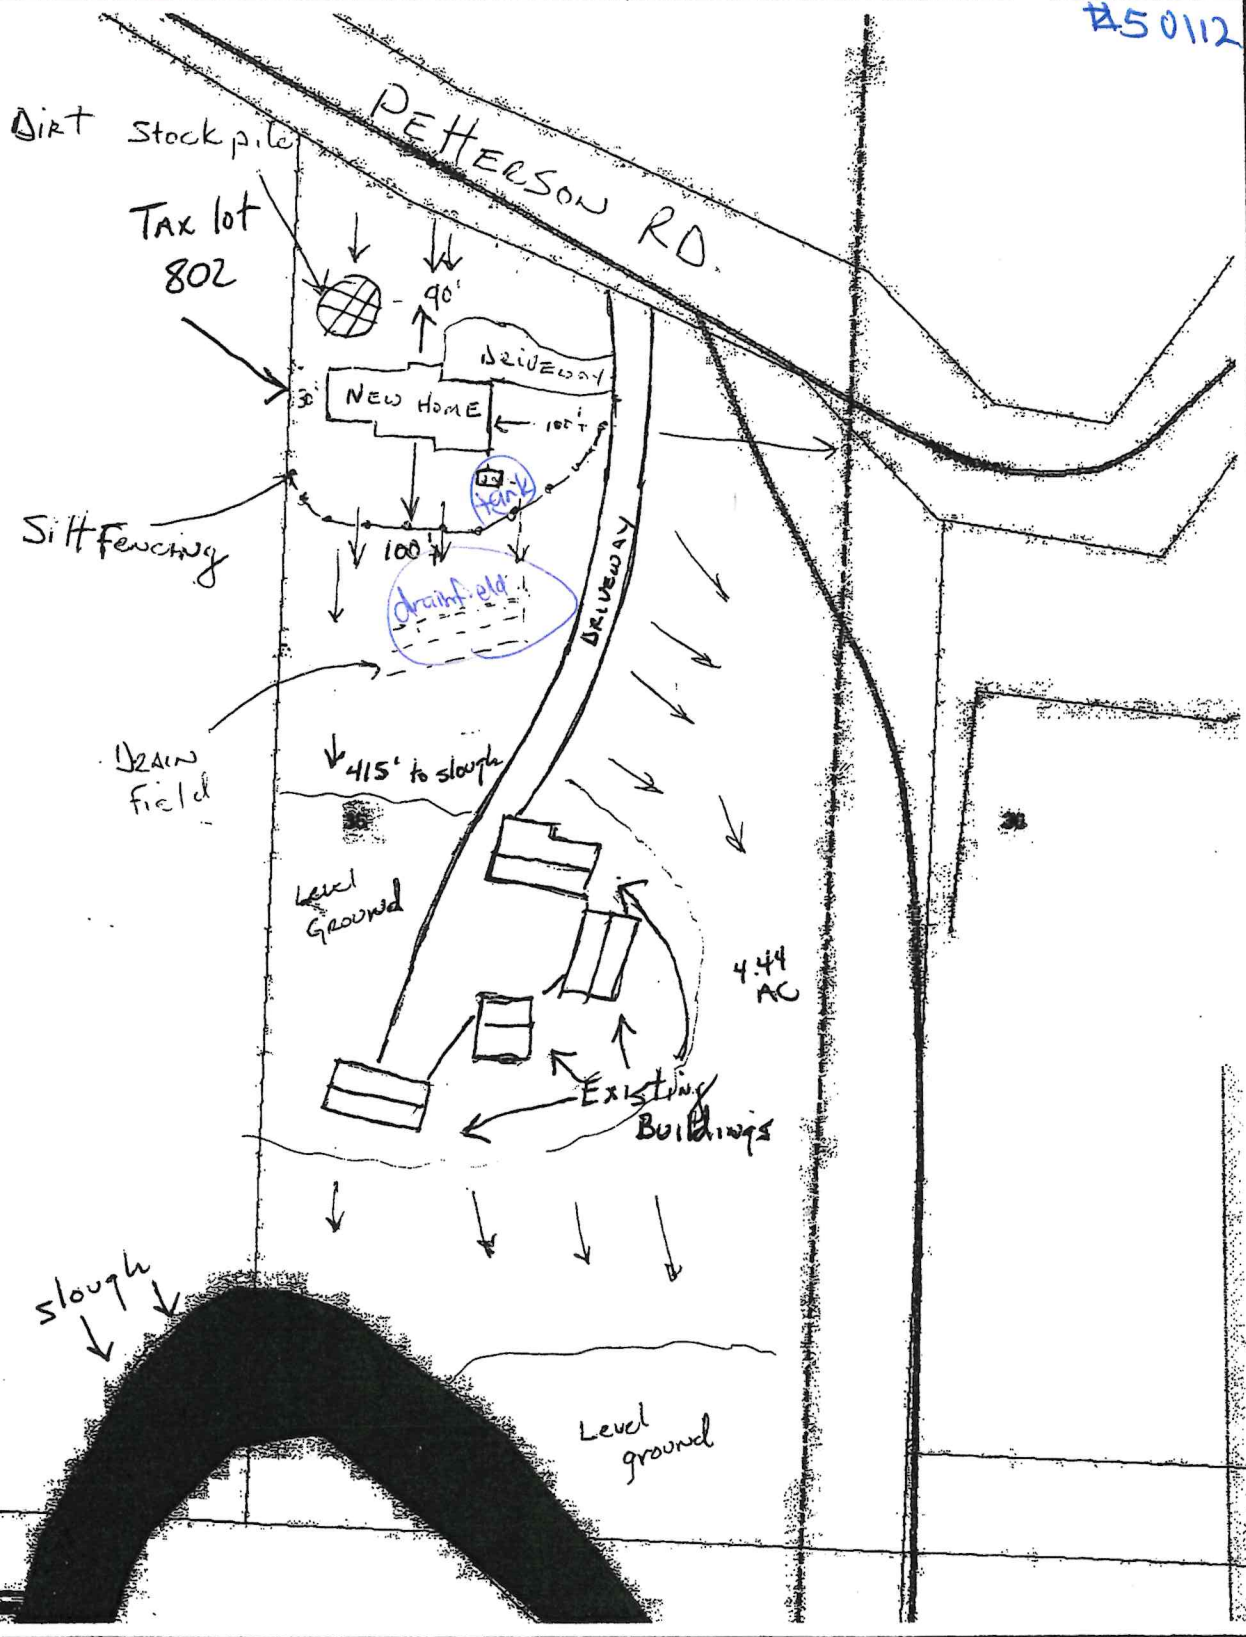 50112
PETTERSON RD.
Dirt stockpile
TAX lot
802
90'
DRIVEWAY
30'
NEW HOME
100'±
tank
Silt Fencing
100'±
drainfield
DRIVEWAY
DRAIN
field
415' to slough
36
Level
GROUND
4.44
AC
Existing
Buildings
slough
Level
ground